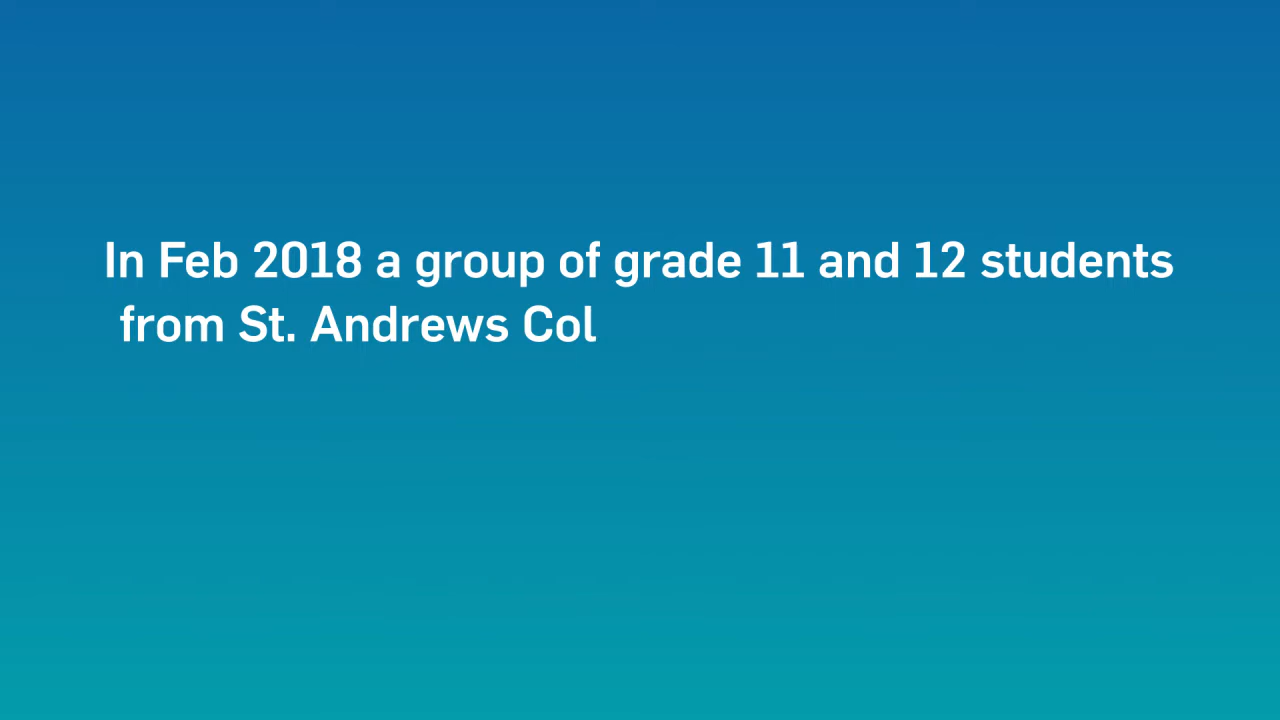 In Feb 2018 a group of grade 11 and 12 students
from St. Andrews Col